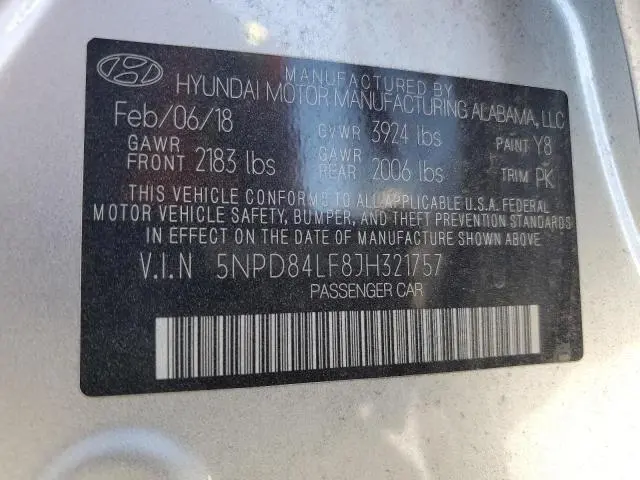 MANUFACTURED BY
HYUNDAI MOTOR MANUFACTURING ALABAMA, LLC
Feb/06/18 GVWR 3924 lbs PAINT Y8
GAWR FRONT 2183 lbs GAWR REAR 2006 lbs TRIM PK
THIS VEHICLE CONFORMS TO ALL APPLICABLE U.S.A. FEDERAL
MOTOR VEHICLE SAFETY, BUMPER, AND THEFT PREVENTION STANDARDS
IN EFFECT ON THE DATE OF MANUFACTURE SHOWN ABOVE
V.I.N 5NPD84LF8JH321757
PASSENGER CAR